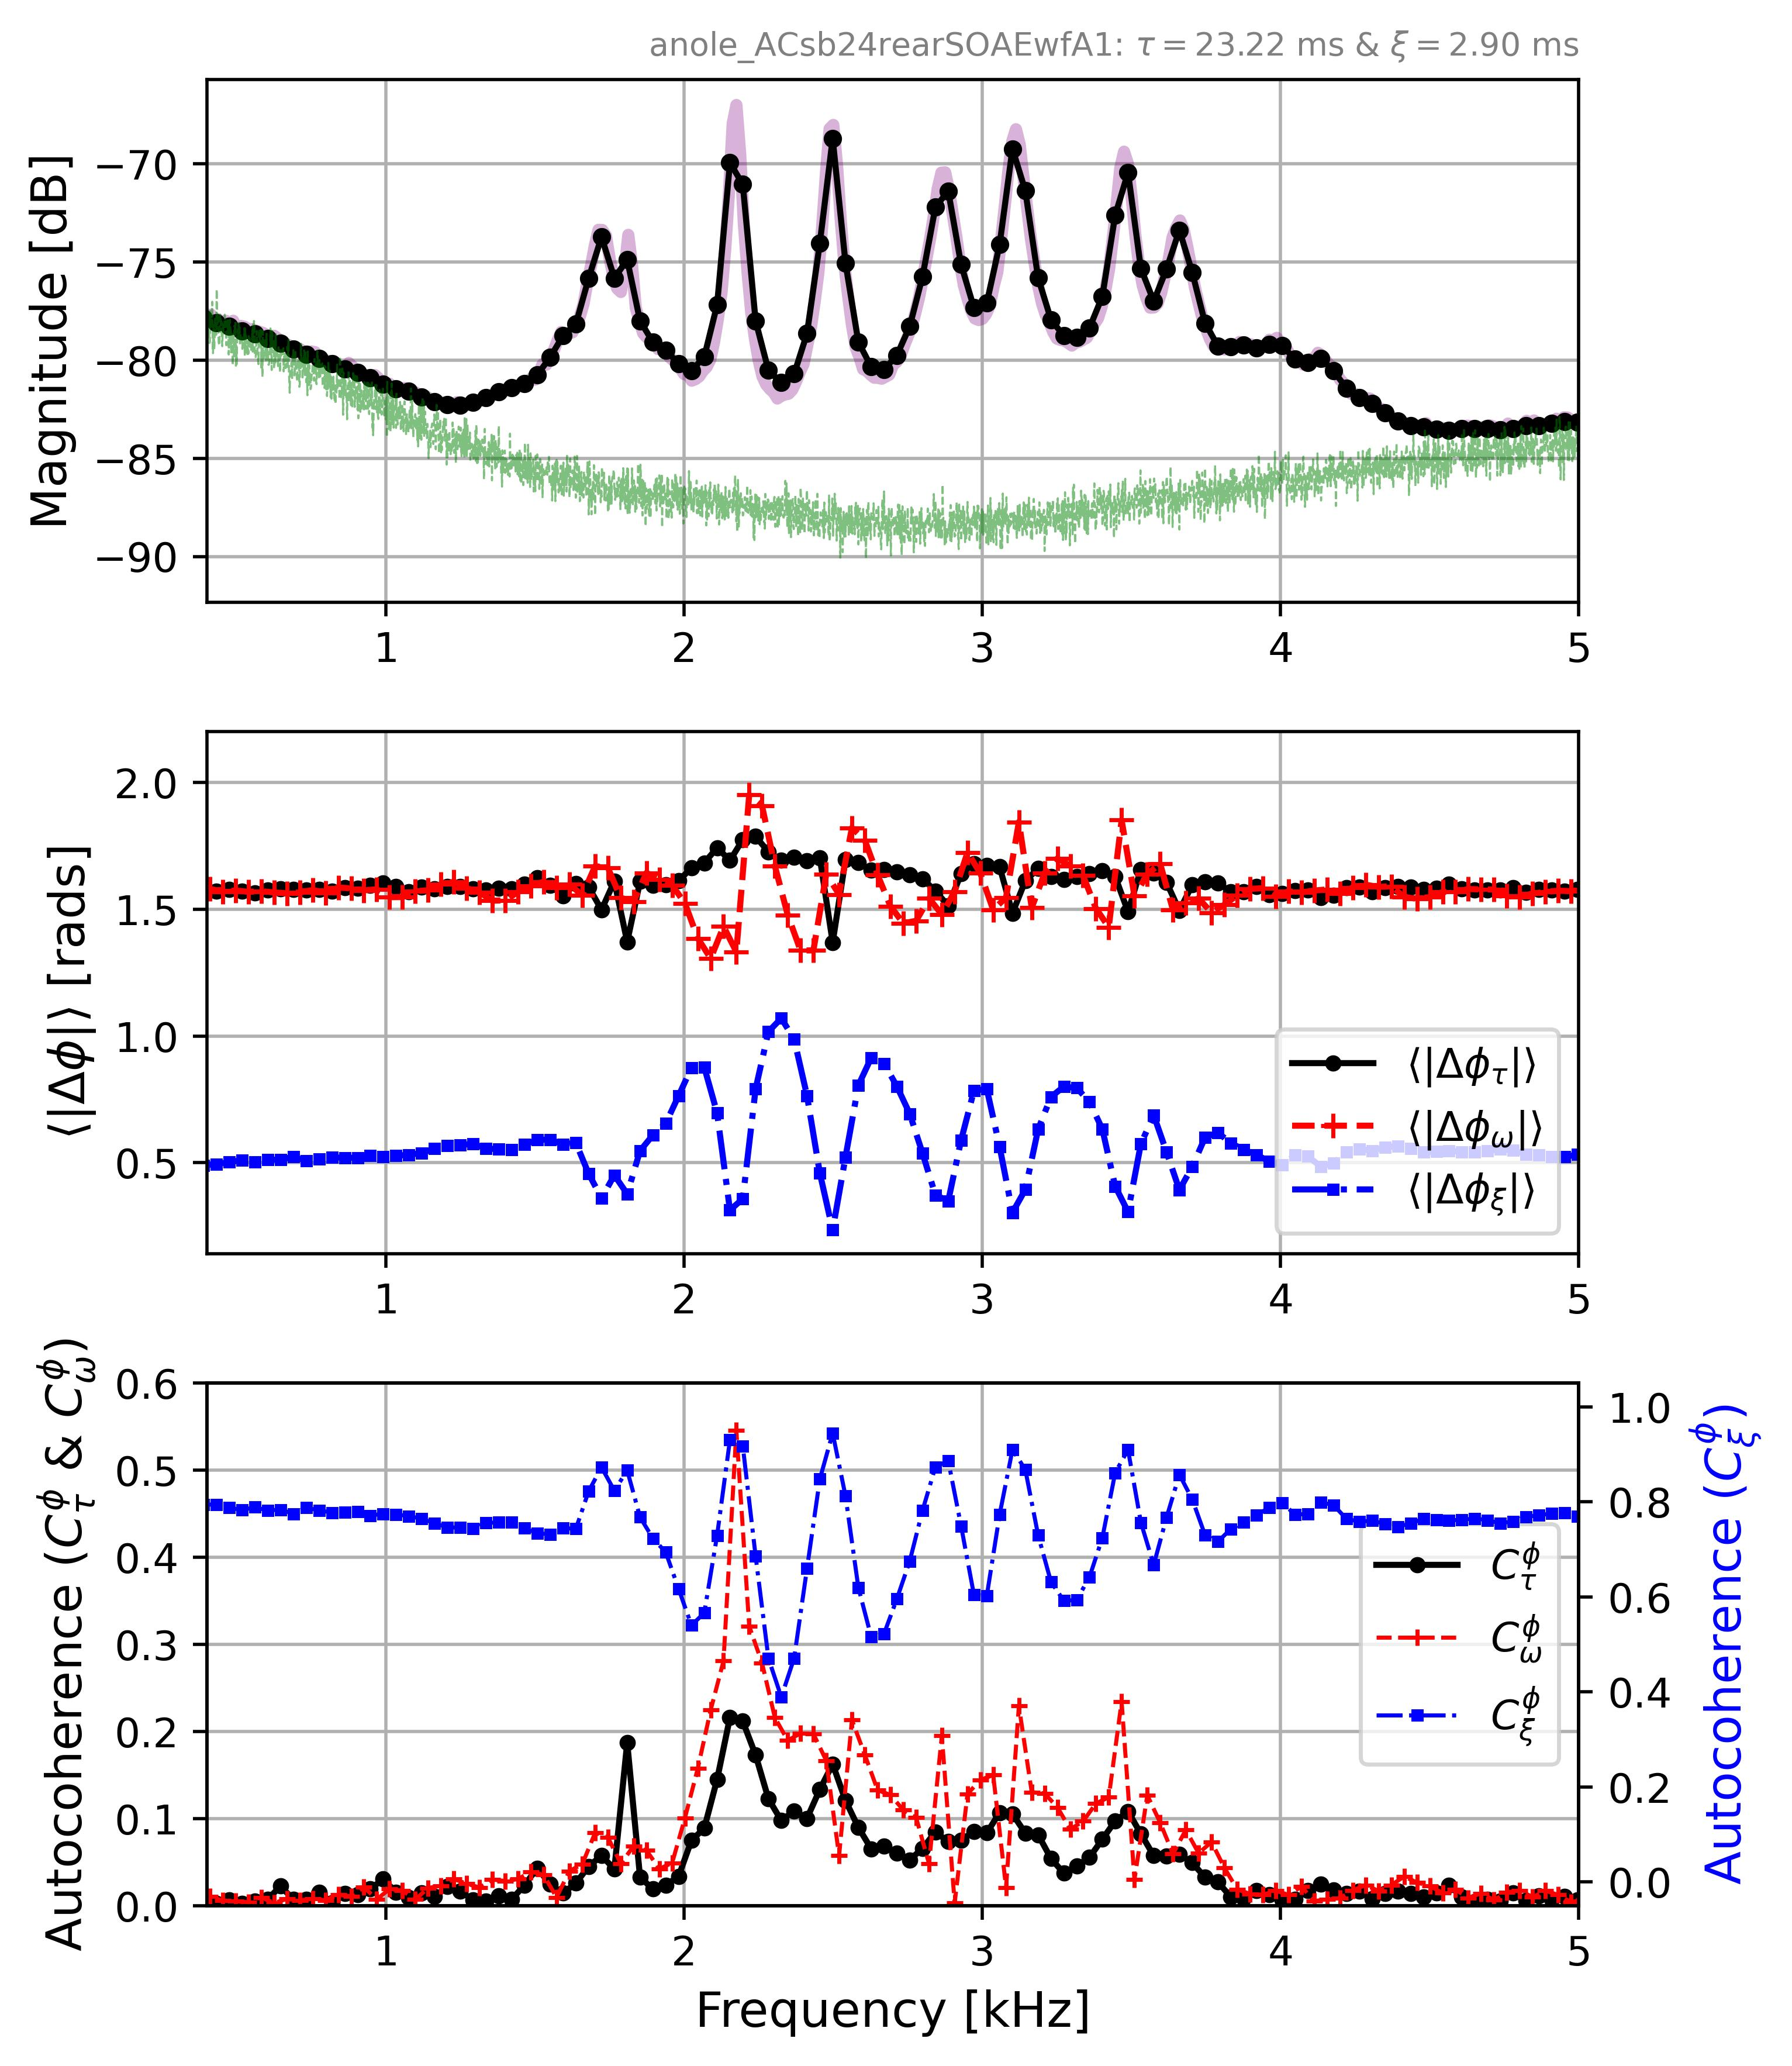 anole_ACsb24rearSOAEwfA1: τ = 23.22 ms & ξ = 2.90 ms
Magnitude [dB]
−70
−75
−80
−85
−90
1 2 3 4 5
⟨|Δϕ|⟩ [rads]
2.0
1.5
1.0
0.5
⟨|Δϕ_τ|⟩
⟨|Δϕ_ω|⟩
⟨|Δϕ_ξ|⟩
1 2 3 4 5
Autocoherence (C_τ^ϕ & C_ω^ϕ)
0.6
0.5
0.4
0.3
0.2
0.1
0.0
C_τ^ϕ
C_ω^ϕ
C_ξ^ϕ
1.0
0.8
0.6
0.4
0.2
0.0
Autocoherence (C_ξ^ϕ)
1 2 3 4 5
Frequency [kHz]